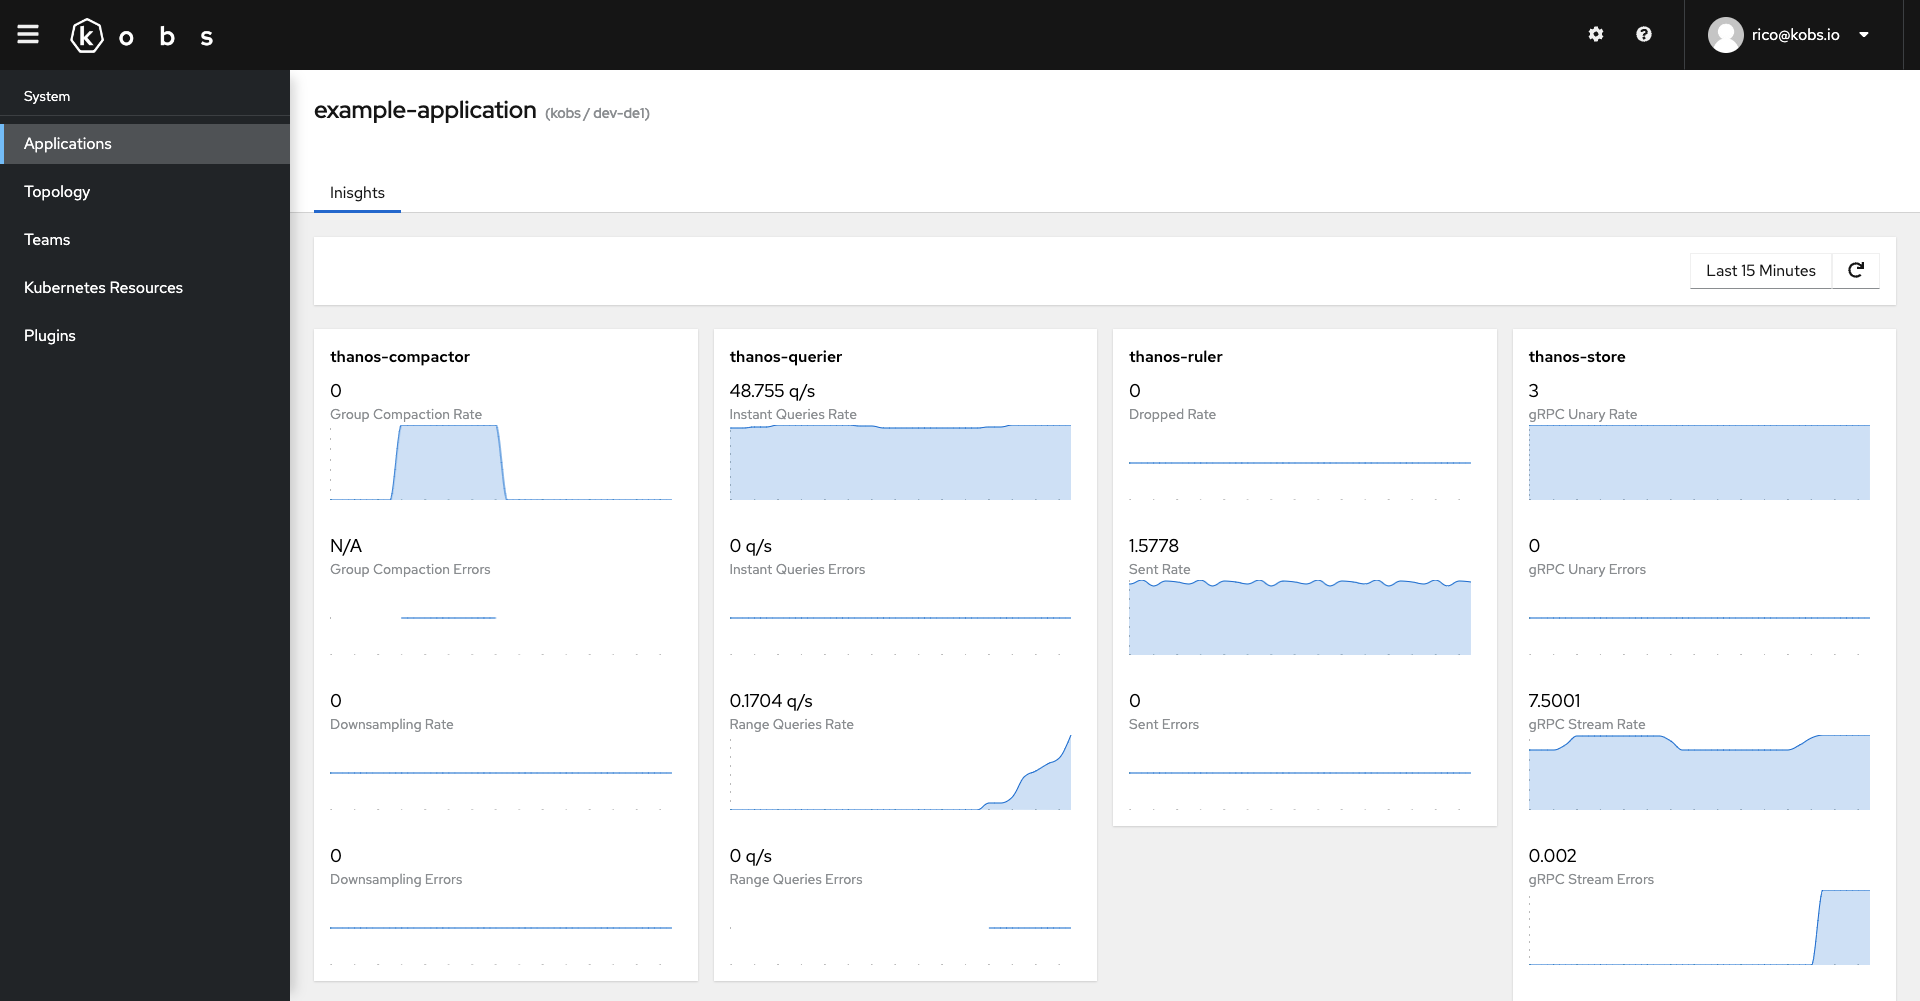 kobs
rico@kobs.io
System
Applications
Topology
Teams
Kubernetes Resources
Plugins
example-application (kobs / dev-de1)
Inisghts
Last 15 Minutes
thanos-compactor
0
Group Compaction Rate
N/A
Group Compaction Errors
0
Downsampling Rate
0
Downsampling Errors
thanos-querier
48.755 q/s
Instant Queries Rate
0 q/s
Instant Queries Errors
0.1704 q/s
Range Queries Rate
0 q/s
Range Queries Errors
thanos-ruler
0
Dropped Rate
1.5778
Sent Rate
0
Sent Errors
thanos-store
3
gRPC Unary Rate
0
gRPC Unary Errors
7.5001
gRPC Stream Rate
0.002
gRPC Stream Errors